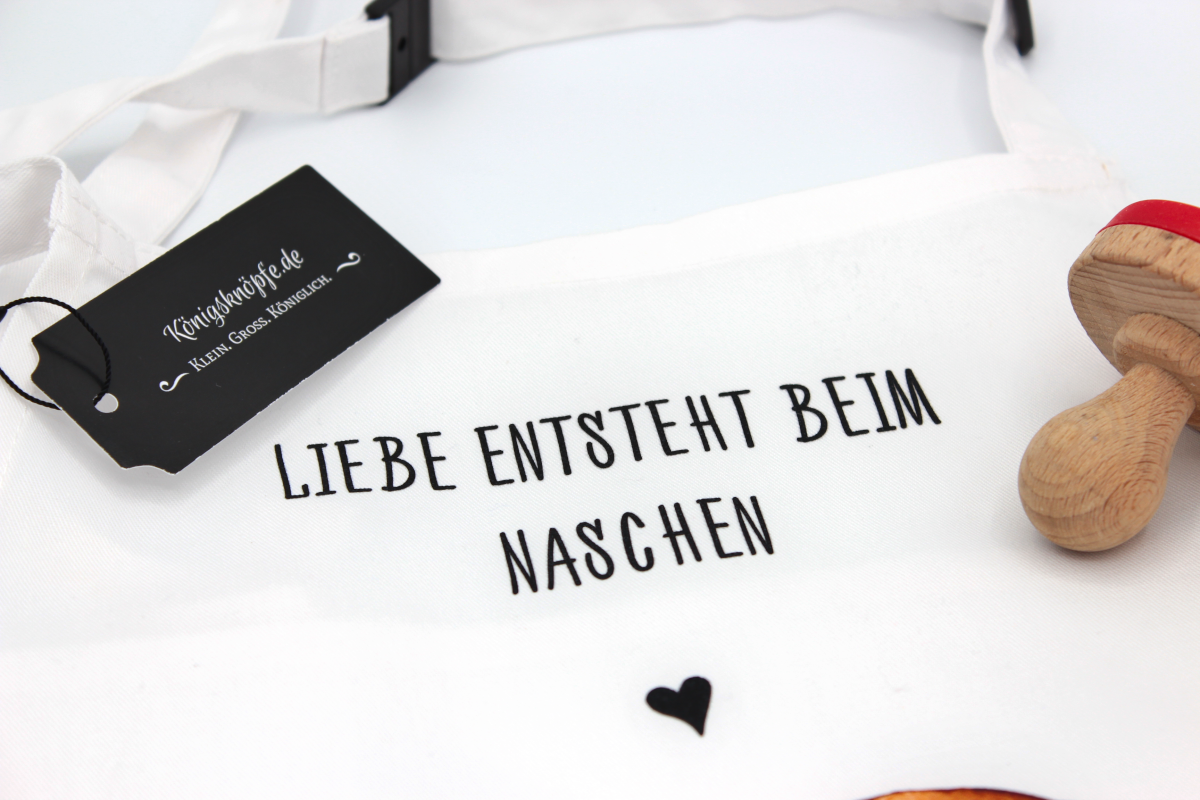 Königsknöpfe.de
Klein. Gross. Königlich.
LIEBE ENTSTEHT BEIM
NASCHEN